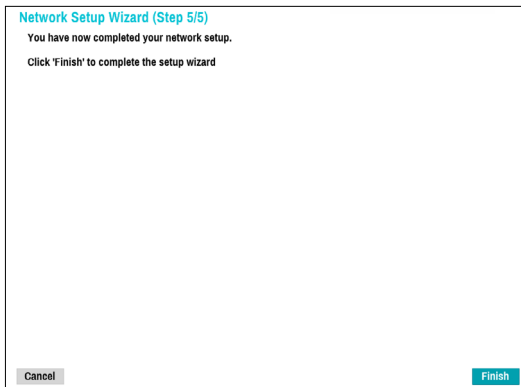 Network Setup Wizard (Step 5/5)
You have now completed your network setup.
Click 'Finish' to complete the setup wizard
Cancel
Finish